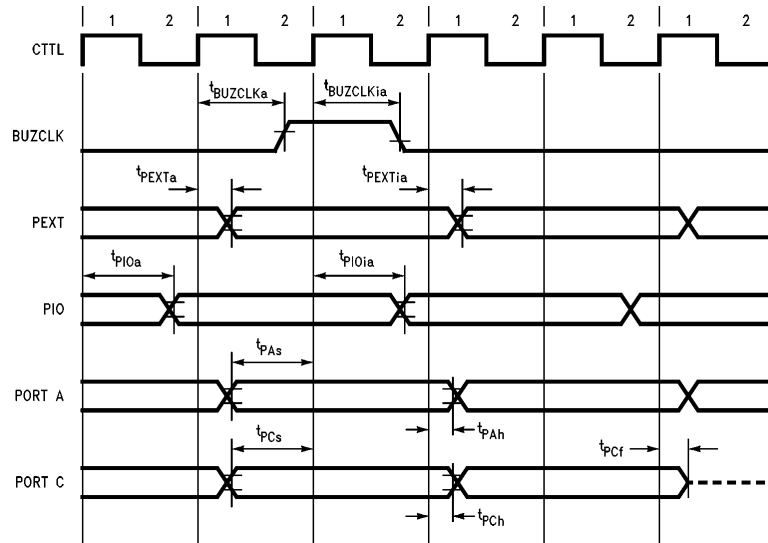 1 2 1 2 1 2 1 2 1 2 1 2
CTTL
tBUZCLKa tBUZCLKia
BUZCLK
tPEXTa tPEXTia
PEXT
tPIOa tPIOia
PIO
tPAs
PORT A
tPAh
tPCs tPCf
PORT C
tPCh